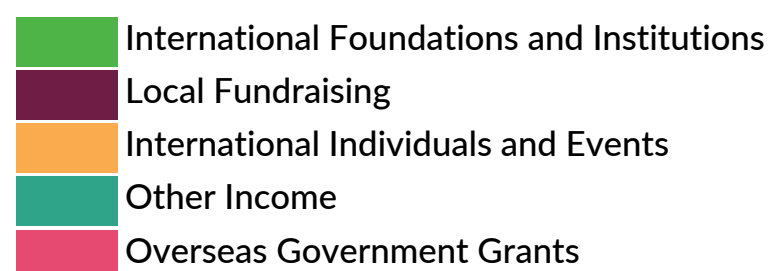 International Foundations and Institutions
Local Fundraising
International Individuals and Events
Other Income
Overseas Government Grants